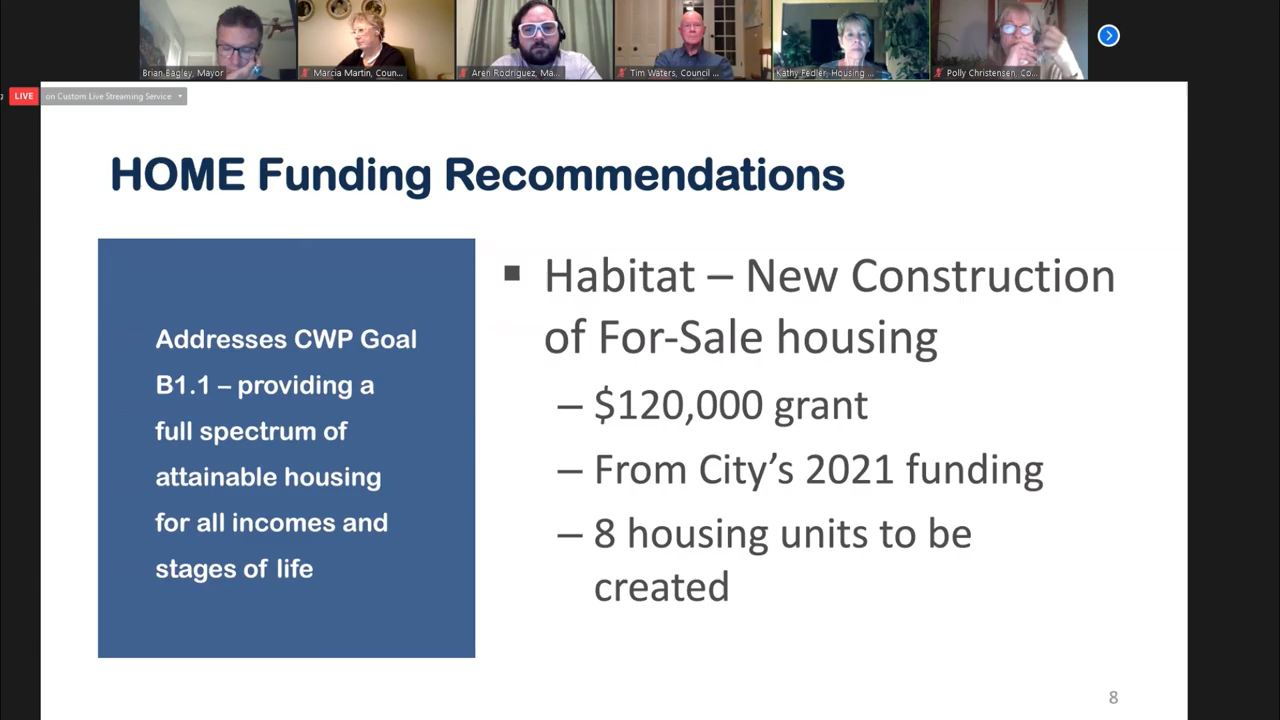 Brian Bagley, Mayor
Marcia Martin, Coun...
Aren Rodriguez, Ma...
Tim Waters, Council ...
Kathy Fedler, Housing ...
Polly Christensen, Co...
LIVE
on Custom Live Streaming Service
HOME Funding Recommendations
Addresses CWP Goal
B1.1 – providing a
full spectrum of
attainable housing
for all incomes and
stages of life
▪ Habitat – New Construction
of For-Sale housing
– $120,000 grant
– From City’s 2021 funding
– 8 housing units to be
created
8